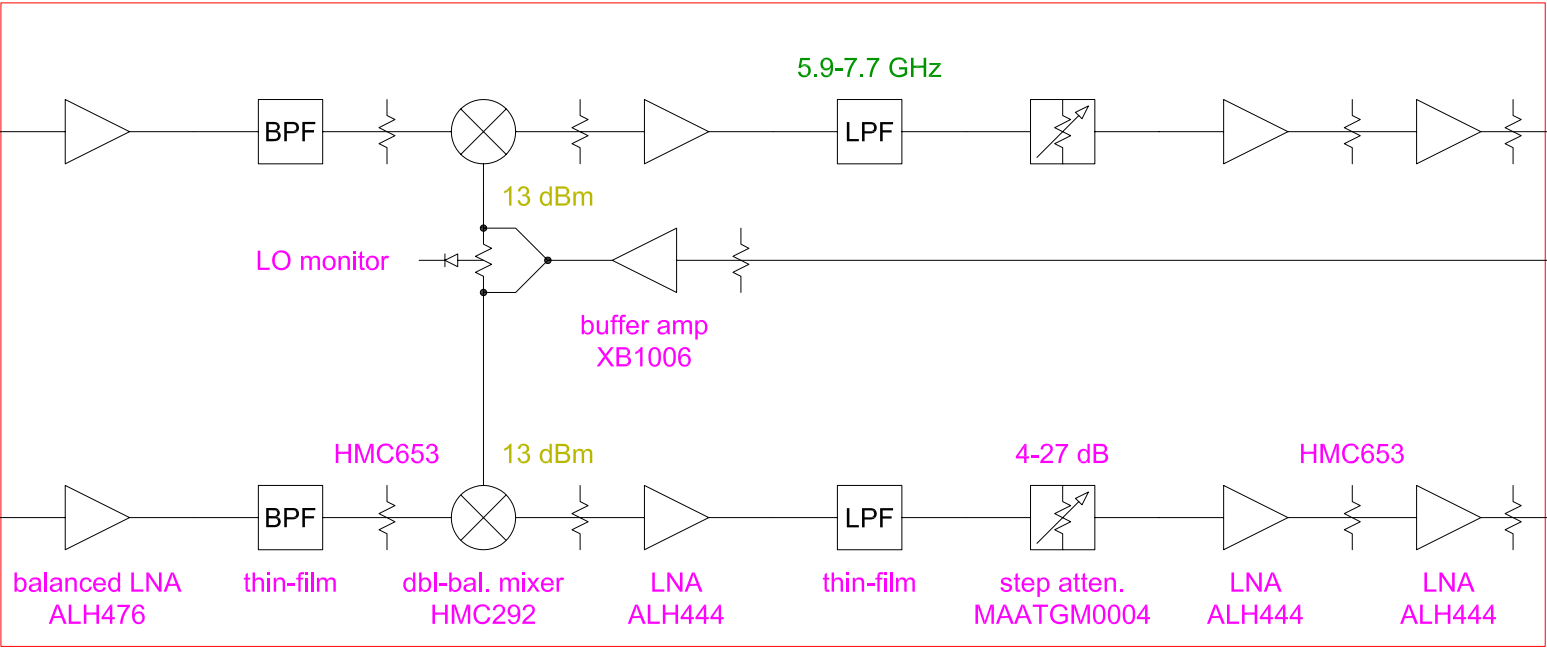 5.9-7.7 GHz
BPF
LPF
13 dBm
LO monitor
buffer amp
XB1006
HMC653
13 dBm
4-27 dB
HMC653
BPF
LPF
balanced LNA
ALH476
thin-film
dbl-bal. mixer
HMC292
LNA
ALH444
thin-film
step atten.
MAATGM0004
LNA
ALH444
LNA
ALH444